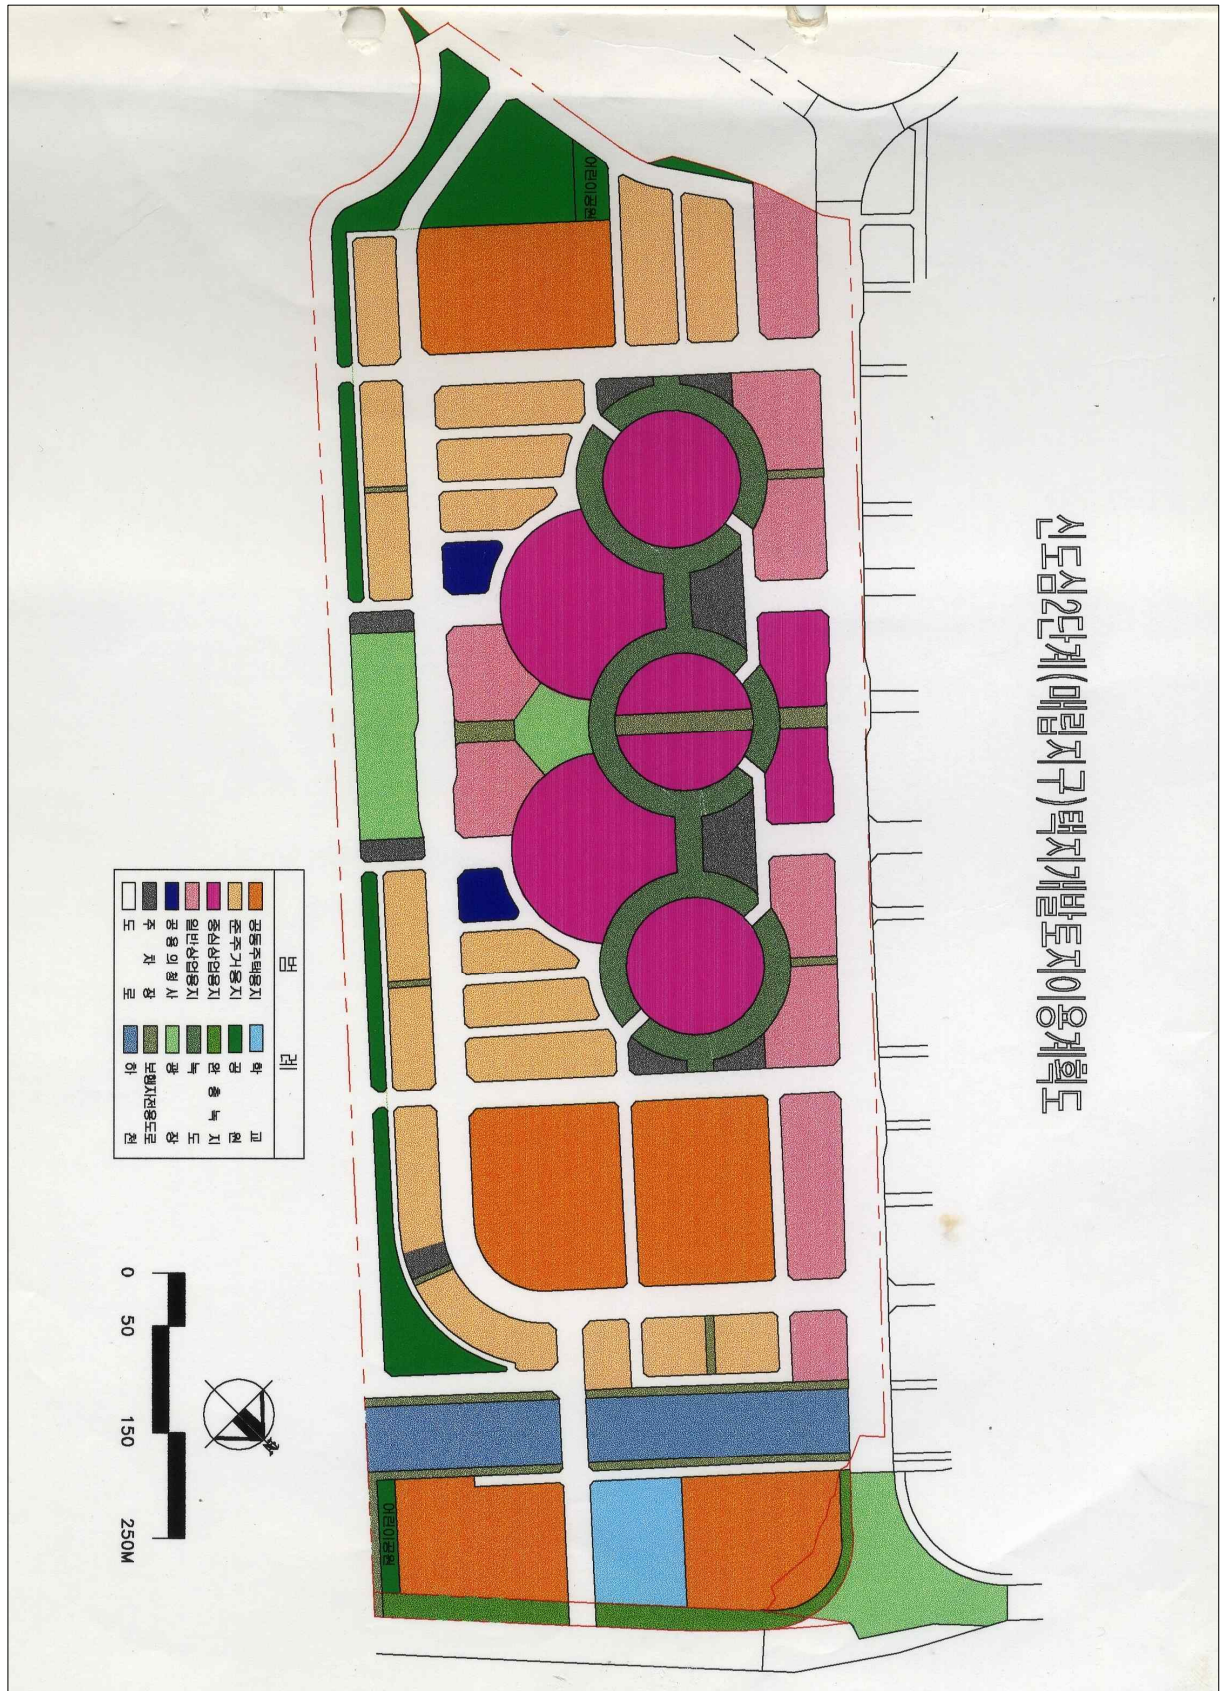 신도심2단계(매립지구)택지개발토지이용계획도
어린이공원
어린이공원
범 례
공동주택용지 학 교
준주거용지 공 원
중심상업용지 완 충 녹 지
일반상업용지 녹 도
공용의청사 광 장
주 차 장 보행자전용도로
도 로 하 천
0 50 150 250M